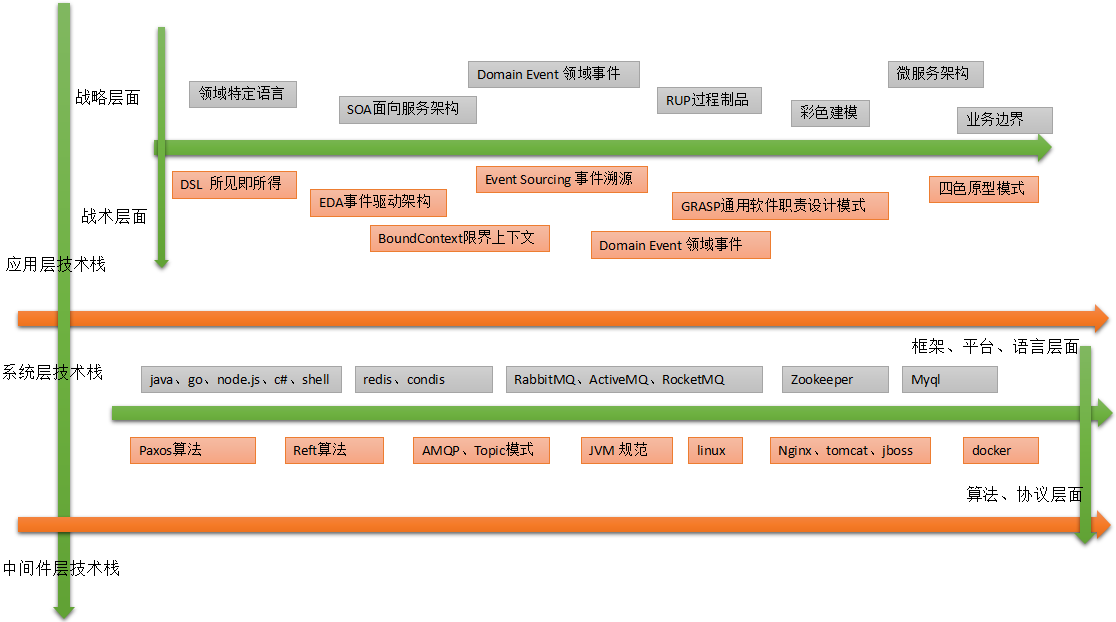 Domain Event 领域事件
微服务架构
战略层面
领域特定语言
SOA面向服务架构
RUP过程制品
彩色建模
业务边界
DSL 所见即所得
EDA事件驱动架构
Event Sourcing 事件溯源
GRASP通用软件职责设计模式
四色原型模式
战术层面
BoundContext限界上下文
Domain Event 领域事件
应用层技术栈
框架、平台、语言层面
系统层技术栈
java、go、node.js、c#、shell
redis、condis
RabbitMQ、ActiveMQ、RocketMQ
Zookeeper
Myql
Paxos算法
Reft算法
AMQP、Topic模式
JVM 规范
linux
Nginx、tomcat、jboss
docker
算法、协议层面
中间件层技术栈